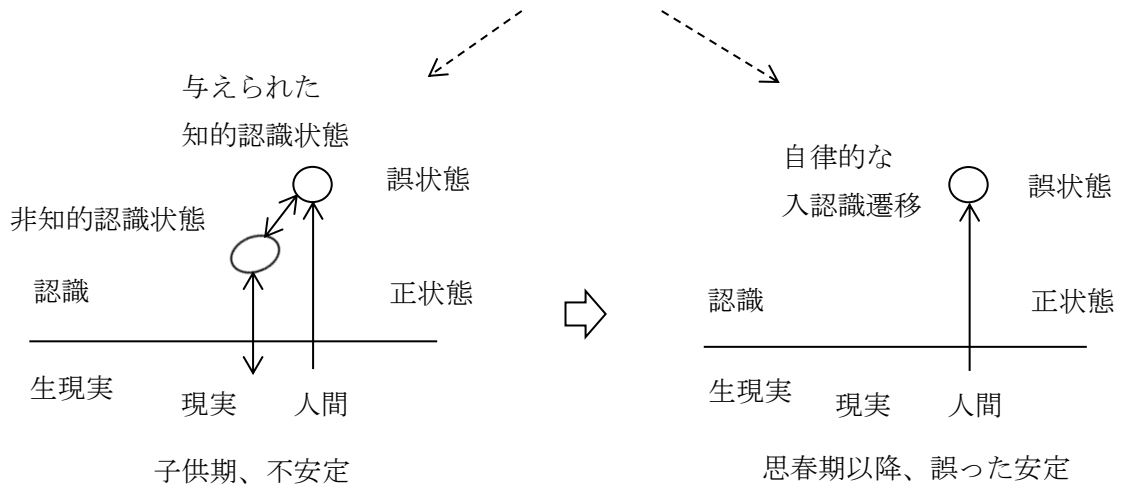 与えられた
知的認識状態
誤状態
非知的認識状態
認識
正状態
生現実
現実
人間
子供期、不安定
自律的な
入認識遷移
誤状態
認識
正状態
生現実
現実
人間
思春期以降、誤った安定